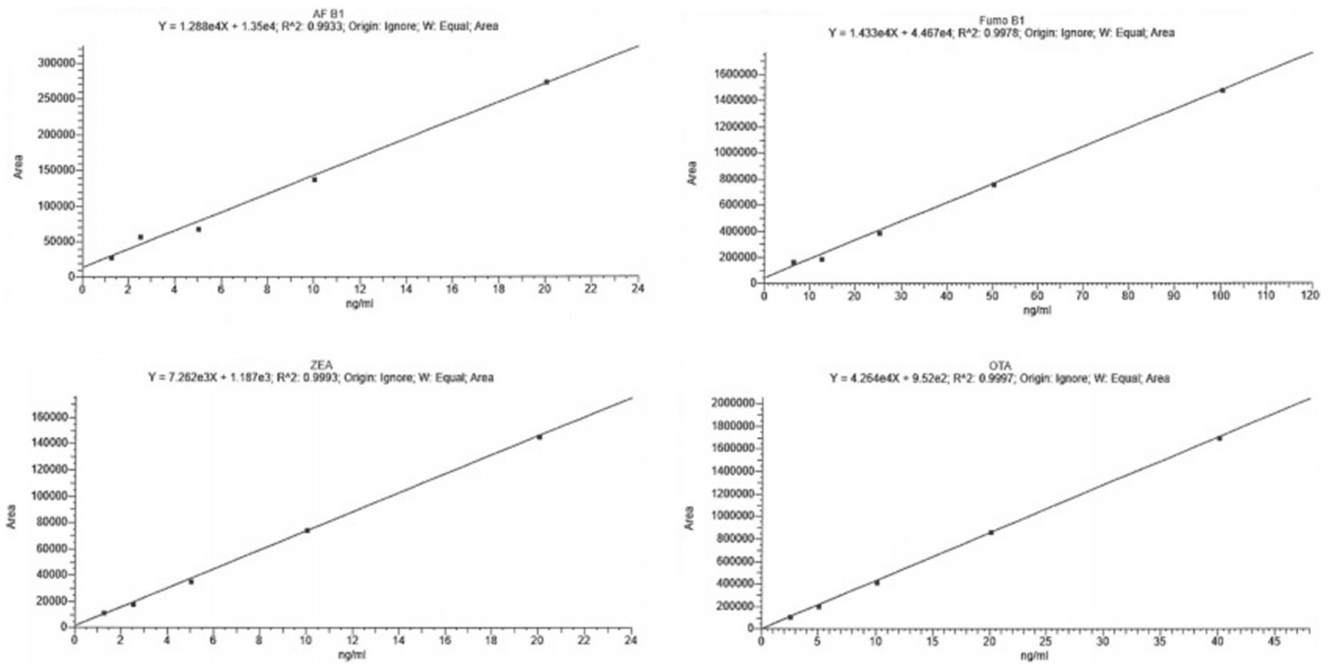 AF B1
Y = 1.288e4X + 1.35e4; R^2: 0.9933; Origin: Ignore; W: Equal; Area
300000
250000
200000
150000
100000
50000
0
Area
0 2 4 6 8 10 12 14 16 18 20 22 24
ng/ml
Fumo B1
Y = 1.433e4X + 4.467e4; R^2: 0.9978; Origin: Ignore; W: Equal; Area
1600000
1400000
1200000
1000000
800000
600000
400000
200000
0
Area
0 10 20 30 40 50 60 70 80 90 100 110 120
ng/ml
ZEA
Y = 7.262e3X + 1.187e3; R^2: 0.9993; Origin: Ignore; W: Equal; Area
160000
140000
120000
100000
80000
60000
40000
20000
0
Area
0 2 4 6 8 10 12 14 16 18 20 22 24
ng/ml
OTA
Y = 4.264e4X + 9.52e2; R^2: 0.9997; Origin: Ignore; W: Equal; Area
2000000
1800000
1600000
1400000
1200000
1000000
800000
600000
400000
200000
0
Area
0 5 10 15 20 25 30 35 40 45
ng/ml